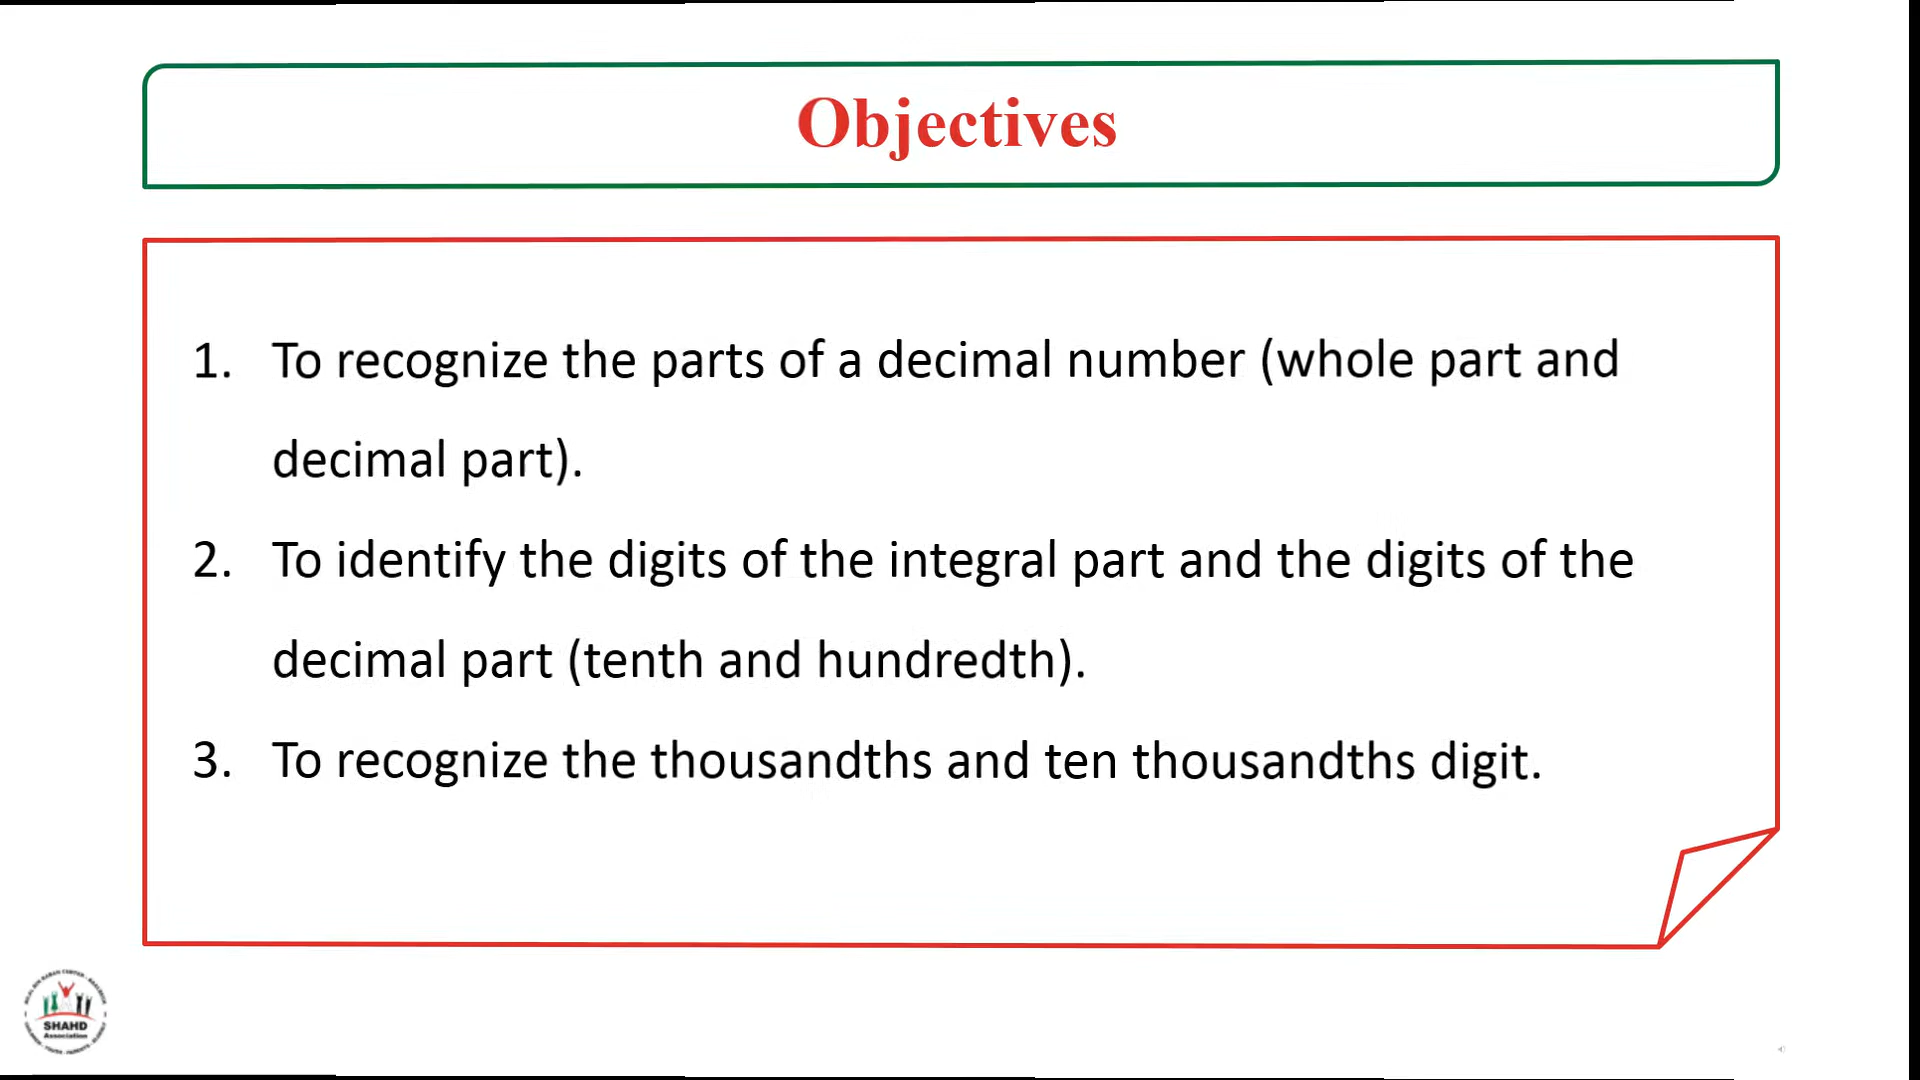 Objectives
1. To recognize the parts of a decimal number (whole part and
decimal part).
2. To identify the digits of the integral part and the digits of the
decimal part (tenth and hundredth).
3. To recognize the thousandths and ten thousandths digit.
SHAHD
Association